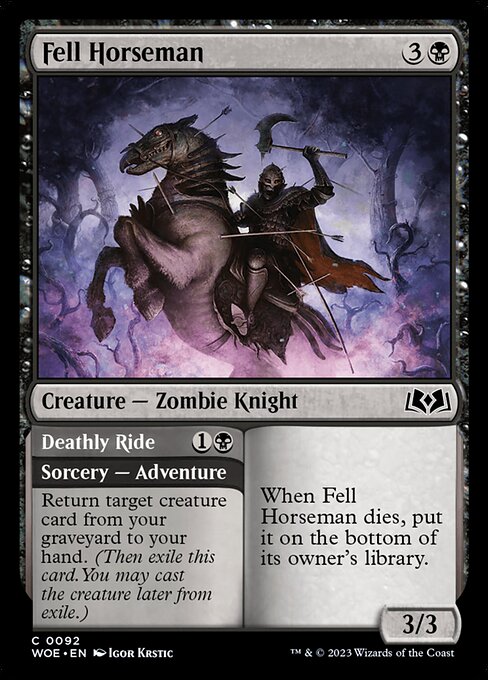 Fell Horseman 3
Creature — Zombie Knight
Deathly Ride 1
Sorcery — Adventure
Return target creature
card from your
graveyard to your
hand. (Then exile this
card.You may cast
the creature later from
exile.)
When Fell
Horseman dies, put
it on the bottom of
its owner's library.
3/3
C 0092
WOE • EN Igor Krstic
™ & © 2023 Wizards of the Coast